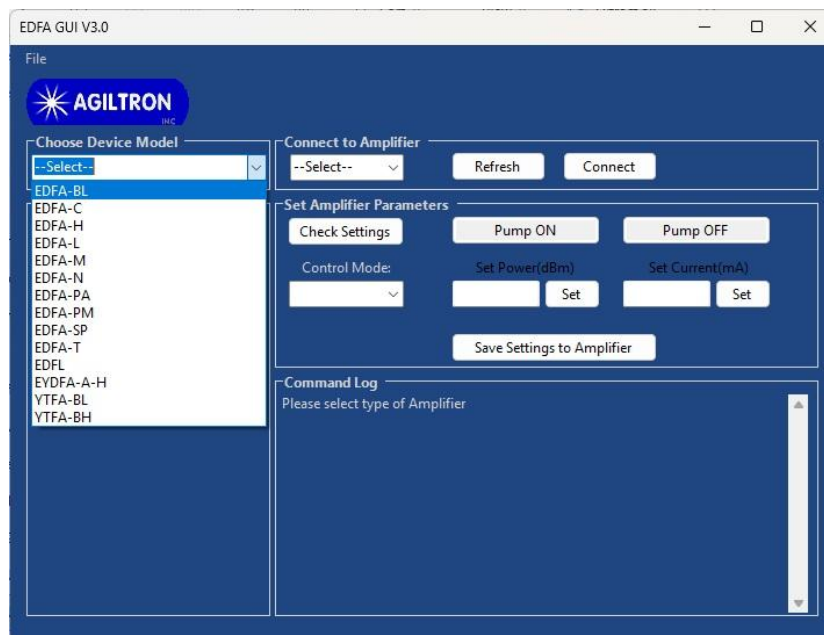 EDFA GUI V3.0
File
AGILTRON
INC
Choose Device Model
--Select--
EDFA-BL
EDFA-C
EDFA-H
EDFA-L
EDFA-M
EDFA-N
EDFA-PA
EDFA-PM
EDFA-SP
EDFA-T
EDFL
EYDFA-A-H
YTFA-BL
YTFA-BH
Connect to Amplifier
--Select-- Refresh Connect
Set Amplifier Parameters
Check Settings Pump ON Pump OFF
Control Mode: Set Power(dBm) Set Current(mA)
Set Set
Save Settings to Amplifier
Command Log
Please select type of Amplifier